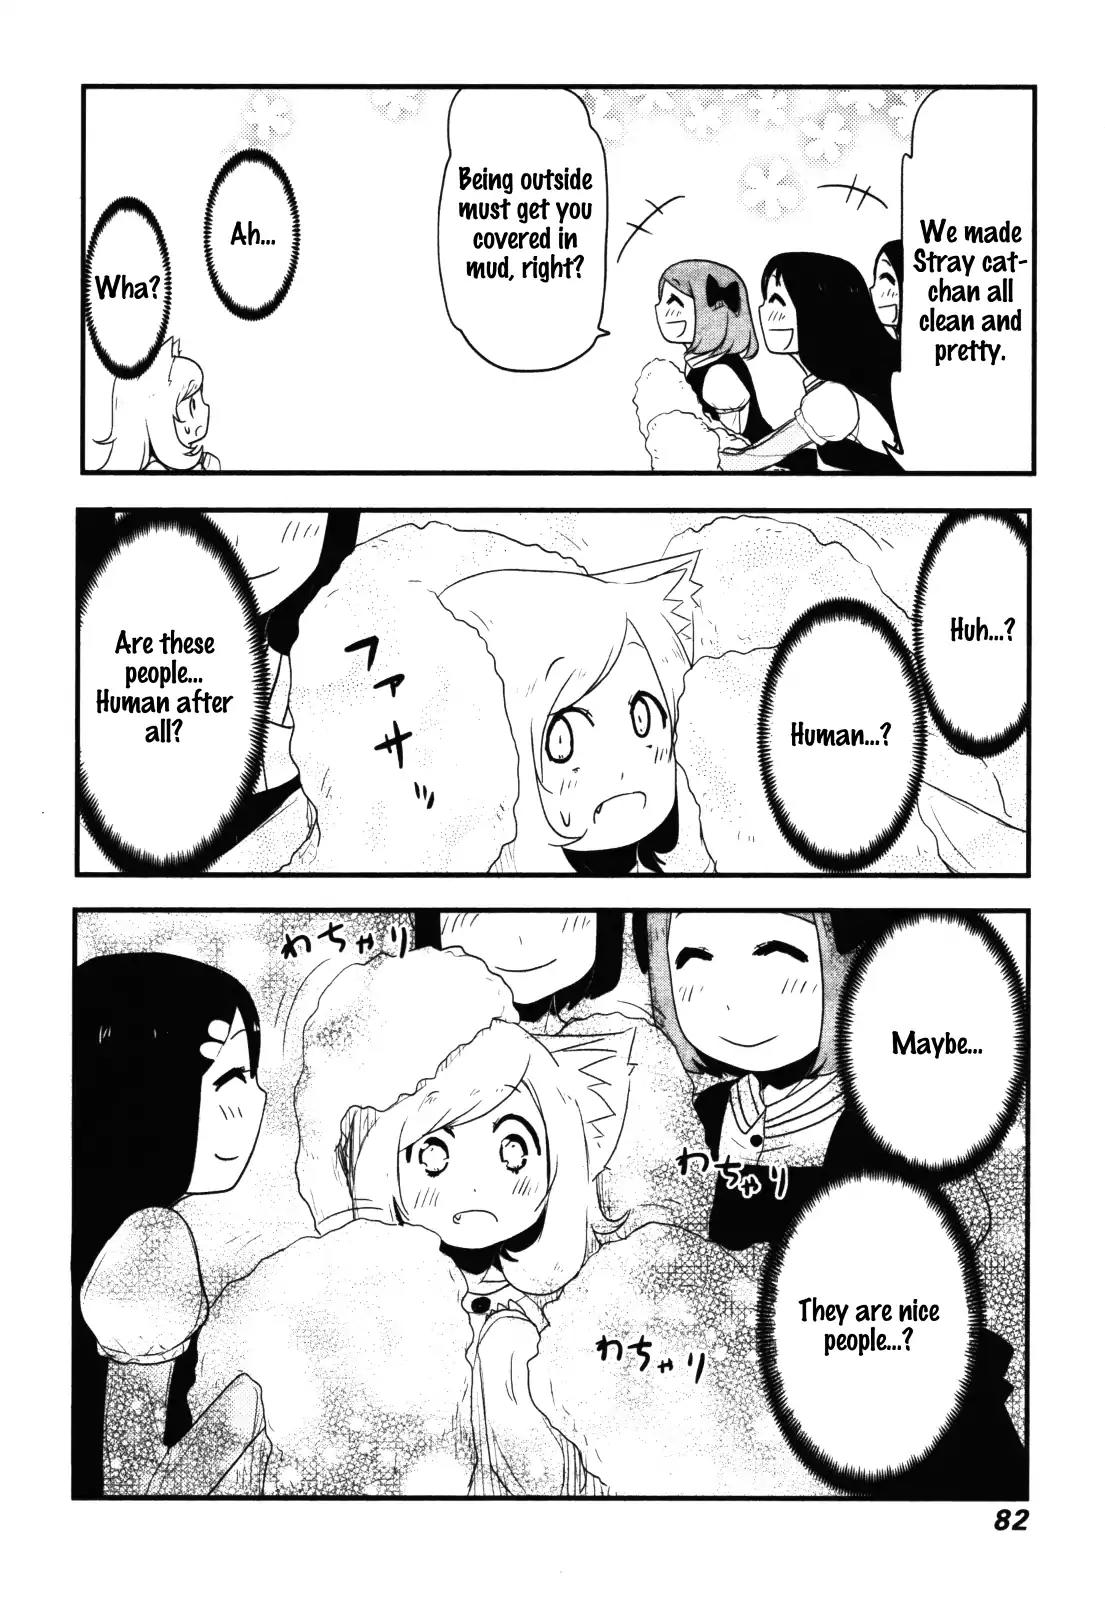 We made
Stray cat-
chan all
clean and
pretty.
Being outside
must get you
covered in
mud, right?
Ah...
Wha?
Huh...?
Human...?
ファサッ
Are these
people...
Human after
all?
Maybe...
わちゃり
わちゃり
They are nice
people...?
わちゃり
82